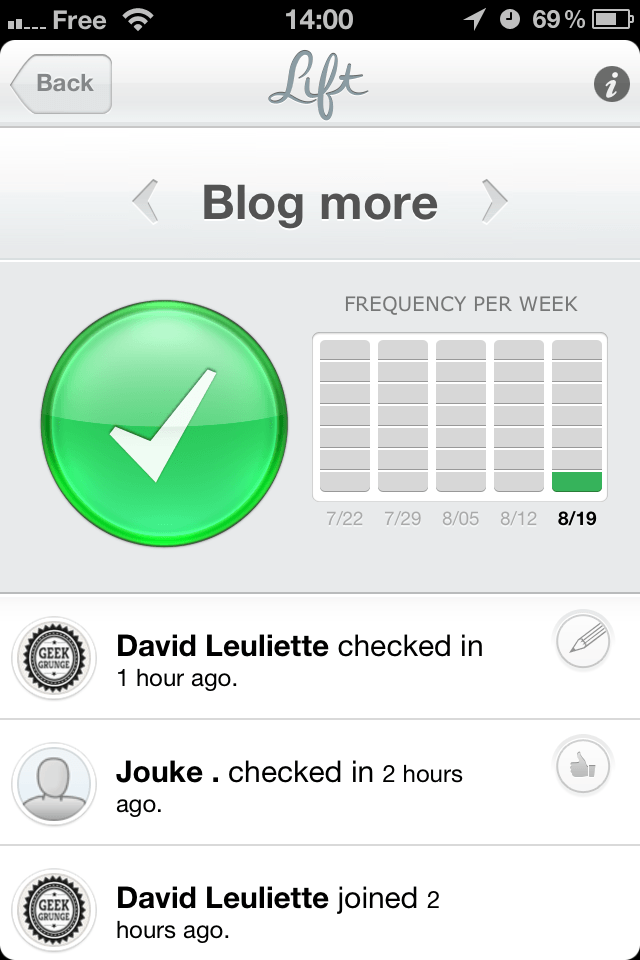 Free 14:00 69%
Back Lift i
Blog more
FREQUENCY PER WEEK
7/22 7/29 8/05 8/12 8/19
GEEK
GRUNGE
David Leuliette checked in
1 hour ago.
Jouke . checked in 2 hours
ago.
GEEK
GRUNGE
David Leuliette joined 2
hours ago.